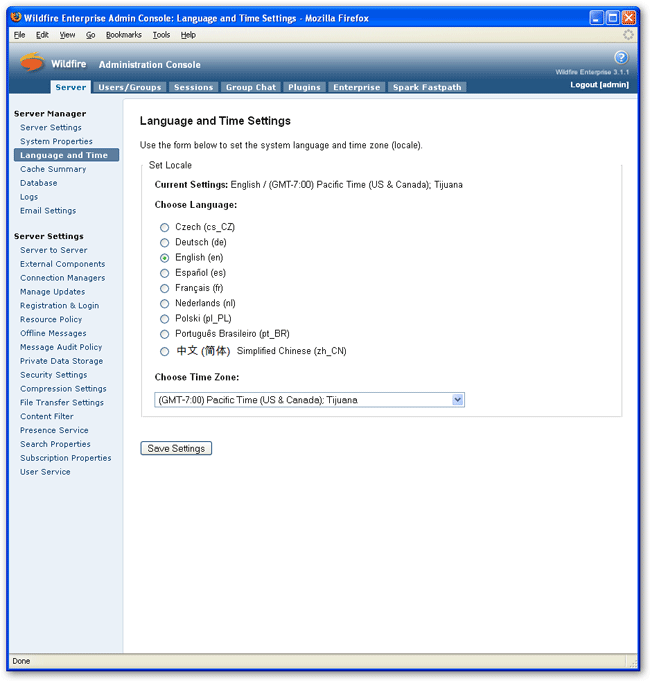 Wildfire Enterprise Admin Console: Language and Time Settings - Mozilla Firefox
File Edit View Go Bookmarks Tools Help
Wildfire Administration Console
Wildfire Enterprise 3.1.1
Server Users/Groups Sessions Group Chat Plugins Enterprise Spark Fastpath
Logout [admin]
Server Manager
Server Settings
System Properties
Language and Time
Cache Summary
Database
Logs
Email Settings
Server Settings
Server to Server
External Components
Connection Managers
Manage Updates
Registration & Login
Resource Policy
Offline Messages
Message Audit Policy
Private Data Storage
Security Settings
Compression Settings
File Transfer Settings
Content Filter
Presence Service
Search Properties
Subscription Properties
User Service
Language and Time Settings
Use the form below to set the system language and time zone (locale).
Set Locale
Current Settings: English / (GMT-7:00) Pacific Time (US & Canada); Tijuana
Choose Language:
Czech (cs_CZ)
Deutsch (de)
English (en)
Español (es)
Français (fr)
Nederlands (nl)
Polski (pl_PL)
Português Brasileiro (pt_BR)
中文 (简体) Simplified Chinese (zh_CN)
Choose Time Zone:
(GMT-7:00) Pacific Time (US & Canada); Tijuana
Save Settings
Done